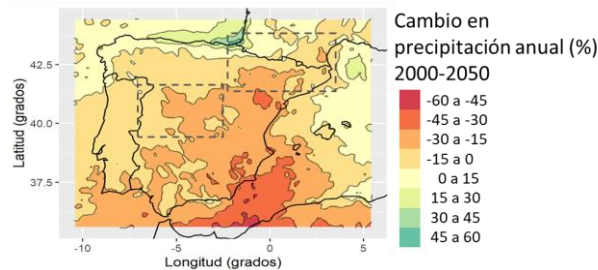 Cambio en
precipitación anual (%)
2000-2050
-60 a -45
-45 a -30
-30 a -15
-15 a 0
0 a 15
15 a 30
30 a 45
45 a 60
Latitud (grados)
42.5
40.0
37.5
-10
-5
0
5
Longitud (grados)